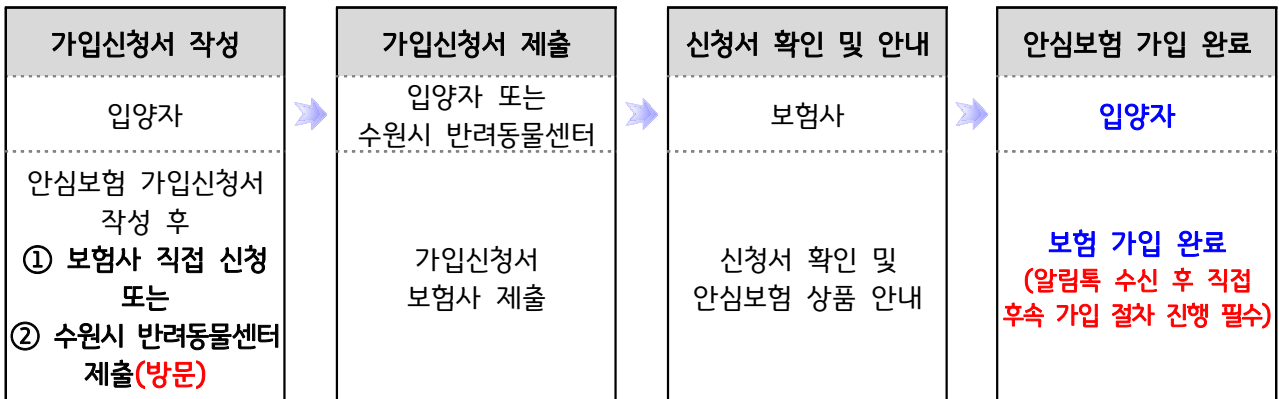 가입신청서 작성
입양자
안심보험 가입신청서
작성 후
① 보험사 직접 신청
또는
② 수원시 반려동물센터
제출(방문)
가입신청서 제출
입양자 또는
수원시 반려동물센터
가입신청서
보험사 제출
신청서 확인 및 안내
보험사
신청서 확인 및
안심보험 상품 안내
안심보험 가입 완료
입양자
보험 가입 완료
(알림톡 수신 후 직접
후속 가입 절차 진행 필수)